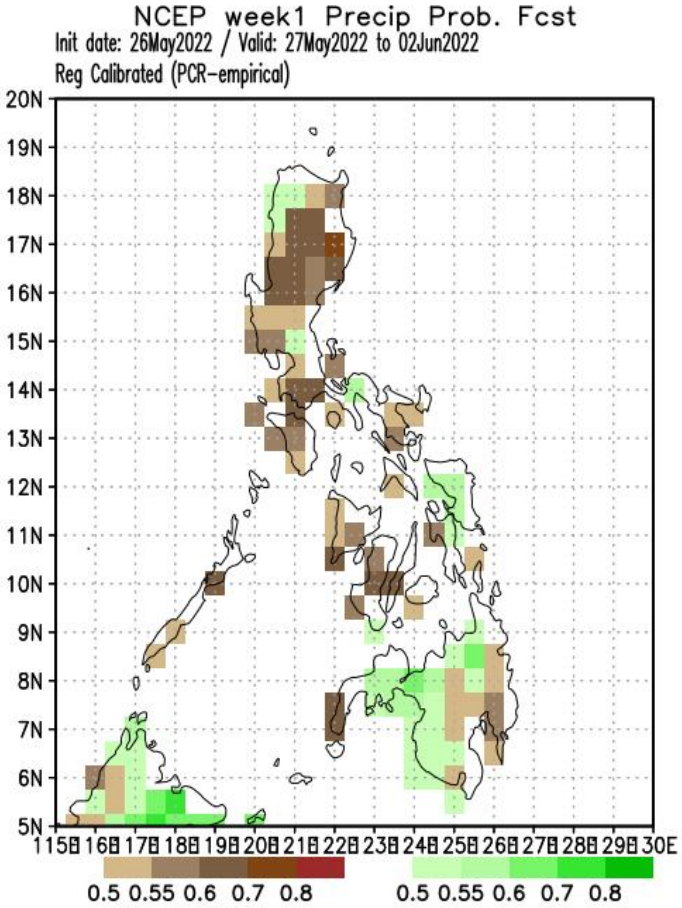 NCEP week1 Precip Prob. Fcst
Init date: 26May2022 / Valid: 27May2022 to 02Jun2022
Reg Calibrated (PCR-empirical)
20N
19N
18N
17N
16N
15N
14N
13N
12N
11N
10N
9N
8N
7N
6N
5N
115E 116E 117E 118E 119E 120E 121E 122E 123E 124E 125E 126E 127E 128E 129E 130E
0.5 0.55 0.6 0.7 0.8 0.5 0.55 0.6 0.7 0.8